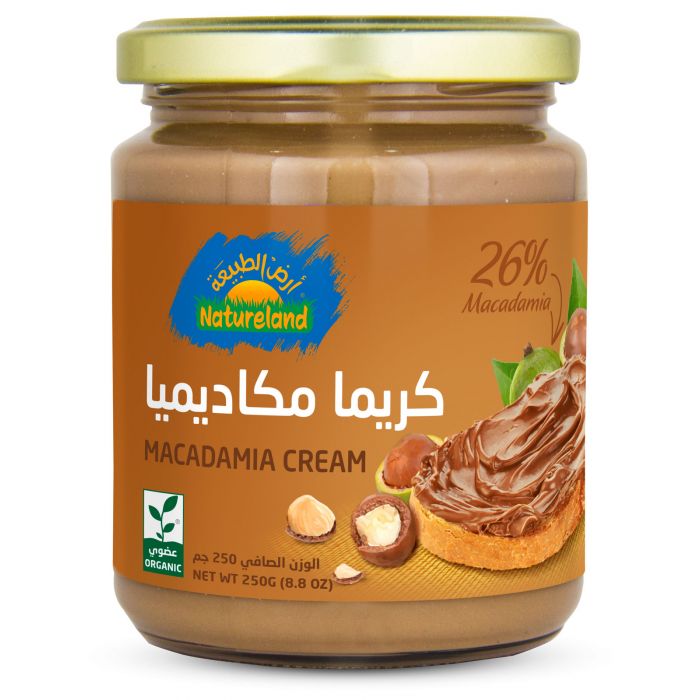 أرض الطبيعة
Natureland
26%
Macadamia
كريما مكاديميا
MACADAMIA CREAM
®
عضوي
ORGANIC
الوزن الصافي 250 جم
NET WT 250G (8.8 OZ)